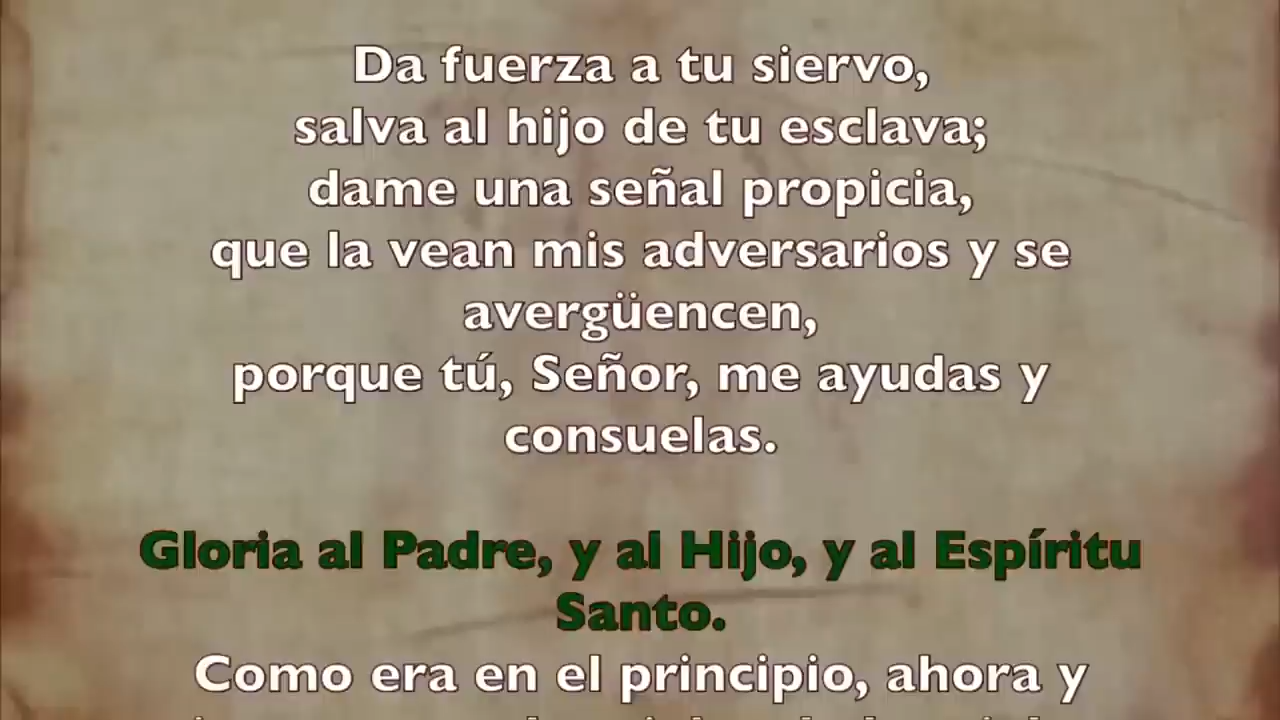 Da fuerza a tu siervo,
salva al hijo de tu esclava;
dame una señal propicia,
que la vean mis adversarios y se
avergüencen,
porque tú, Señor, me ayudas y
consuelas.
Gloria al Padre, y al Hijo, y al Espíritu
Santo.
Como era en el principio, ahora y